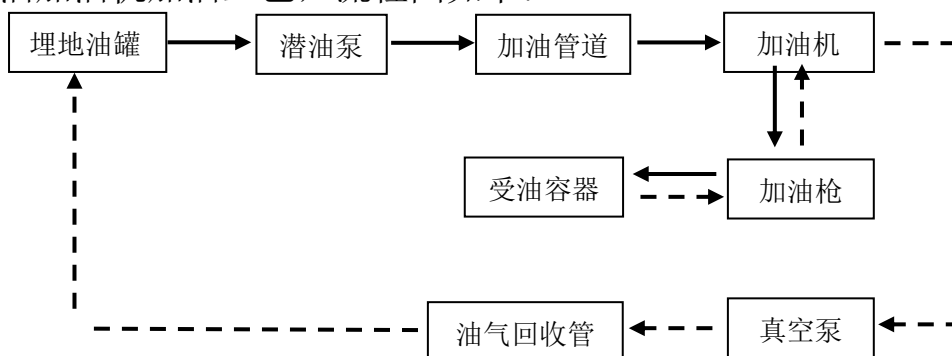 埋地油罐
潜油泵
加油管道
加油机
受油容器
加油枪
油气回收管
真空泵